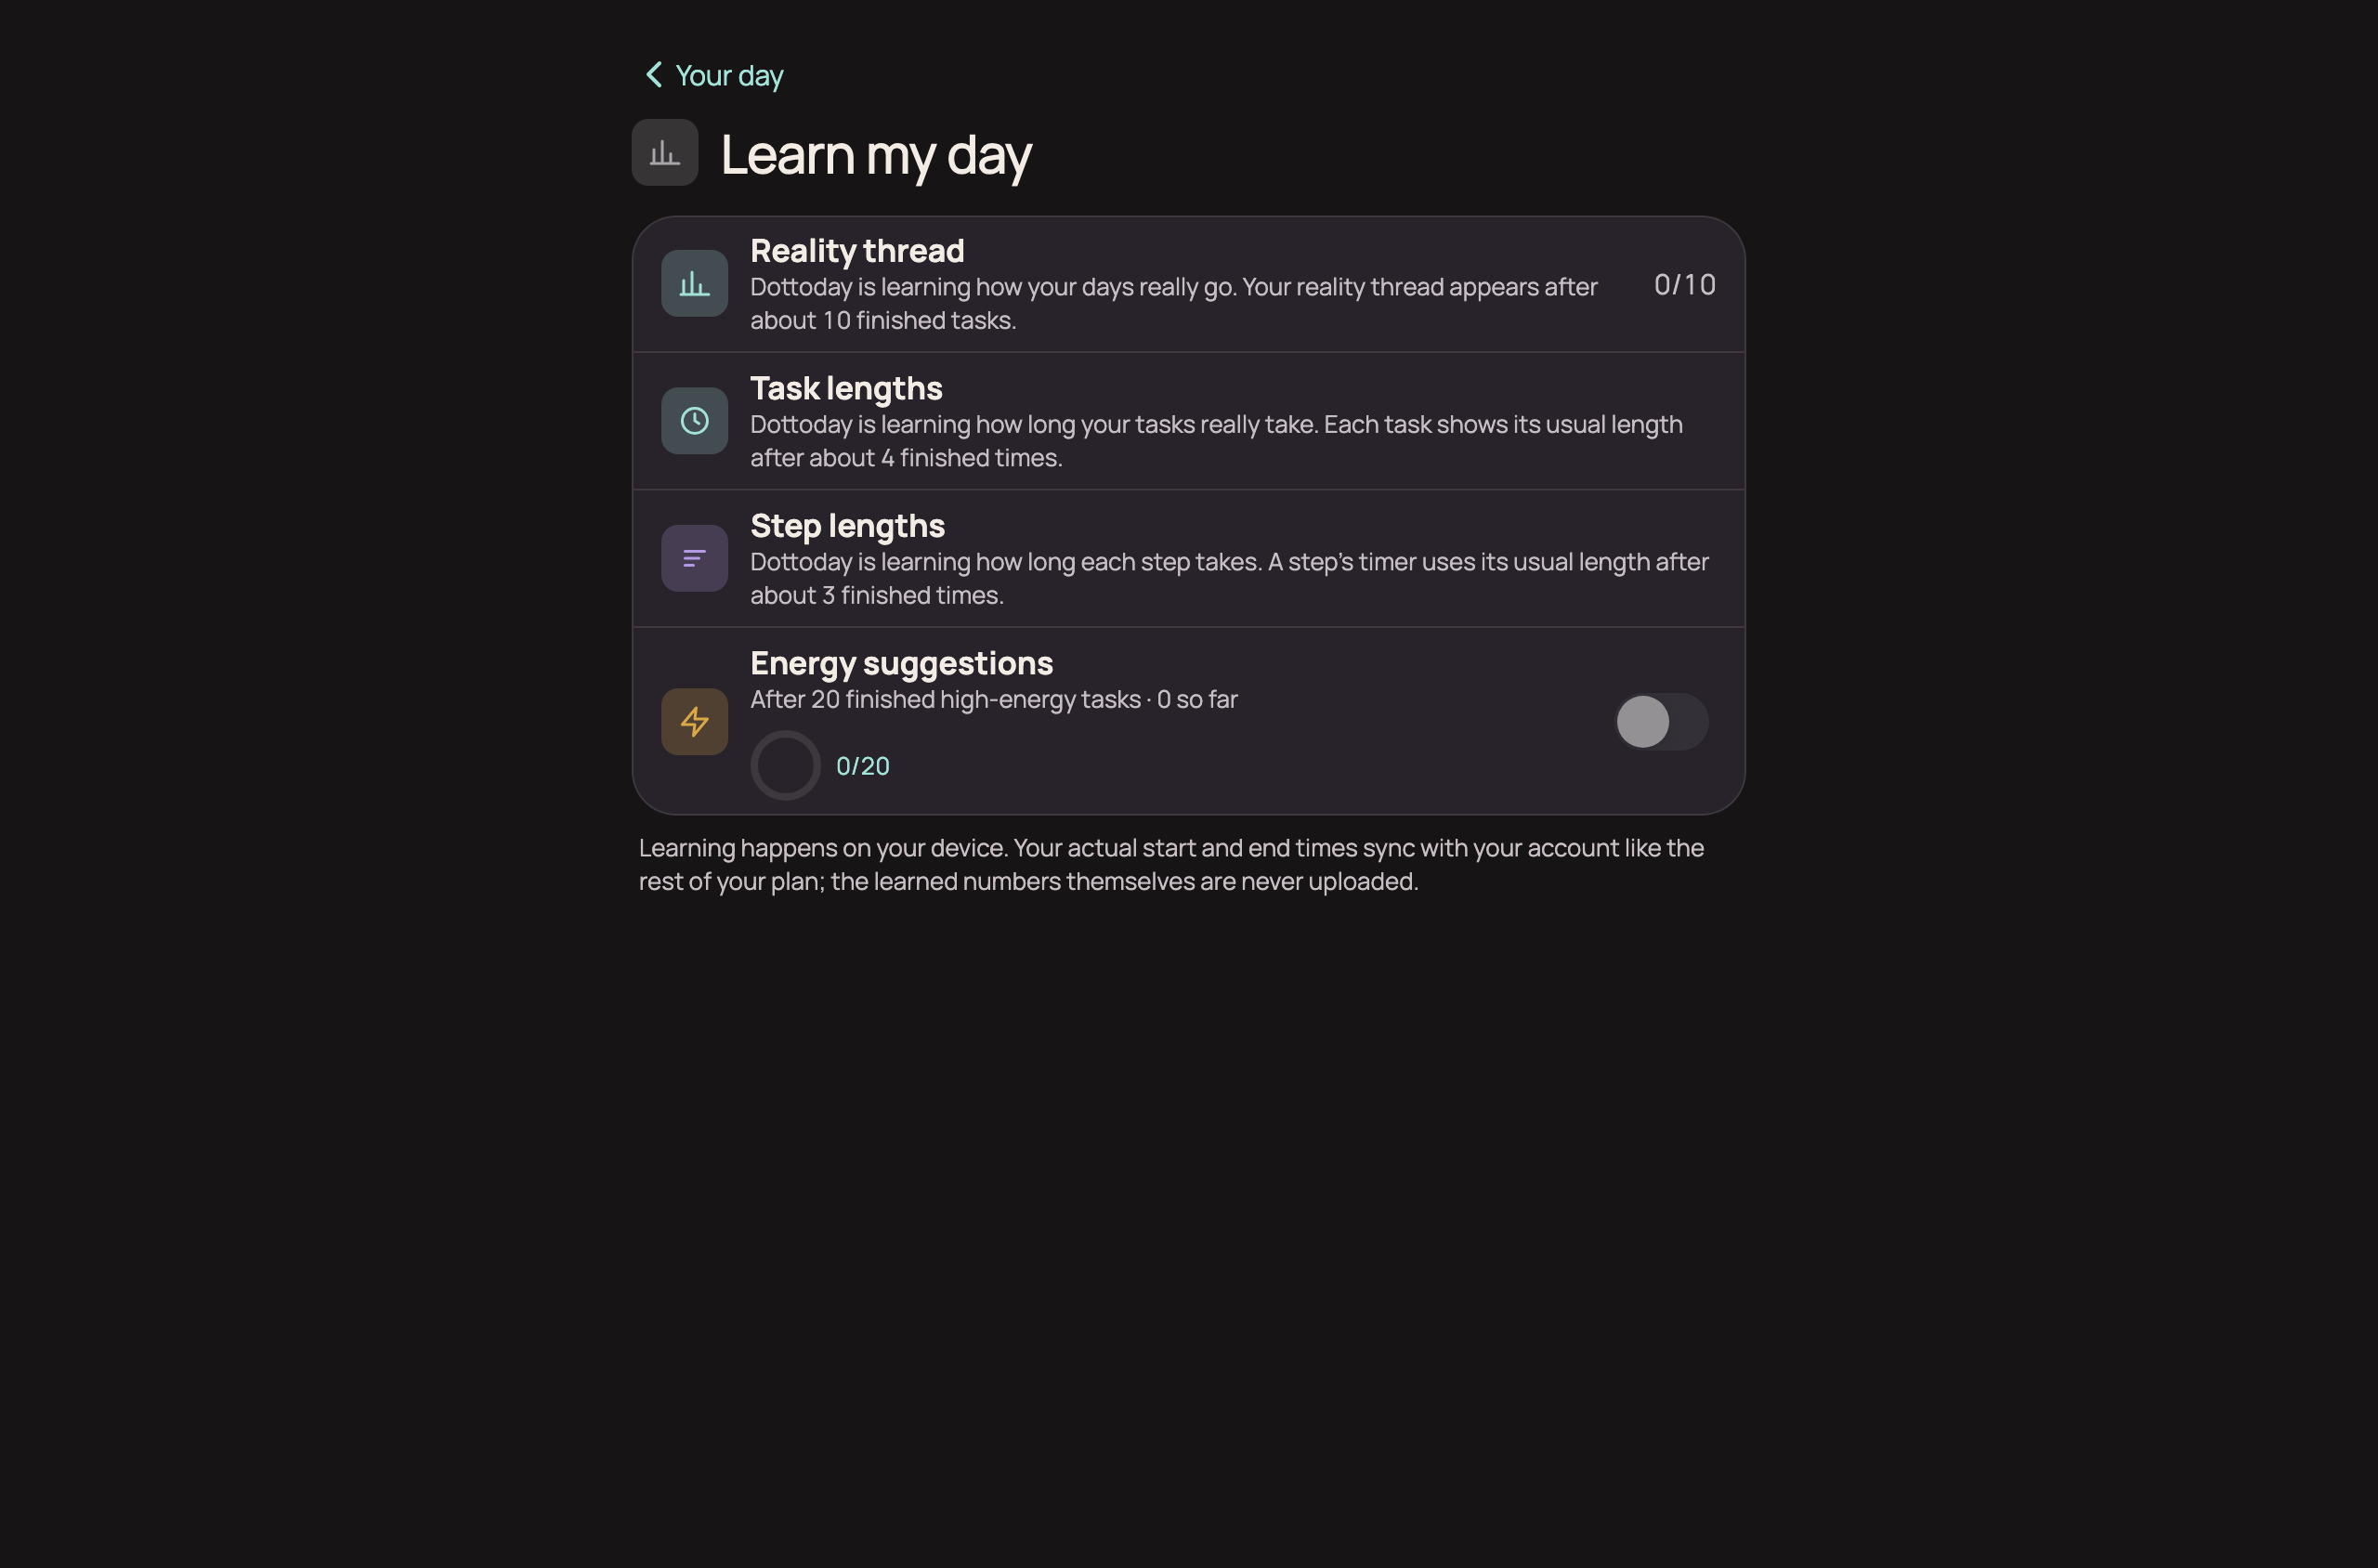 Your day
Learn my day
Reality thread
Dottoday is learning how your days really go. Your reality thread appears after
about 10 finished tasks.
0/10
Task lengths
Dottoday is learning how long your tasks really take. Each task shows its usual length
after about 4 finished times.
Step lengths
Dottoday is learning how long each step takes. A step’s timer uses its usual length after
about 3 finished times.
Energy suggestions
After 20 finished high-energy tasks · 0 so far
0/20
Learning happens on your device. Your actual start and end times sync with your account like the
rest of your plan; the learned numbers themselves are never uploaded.